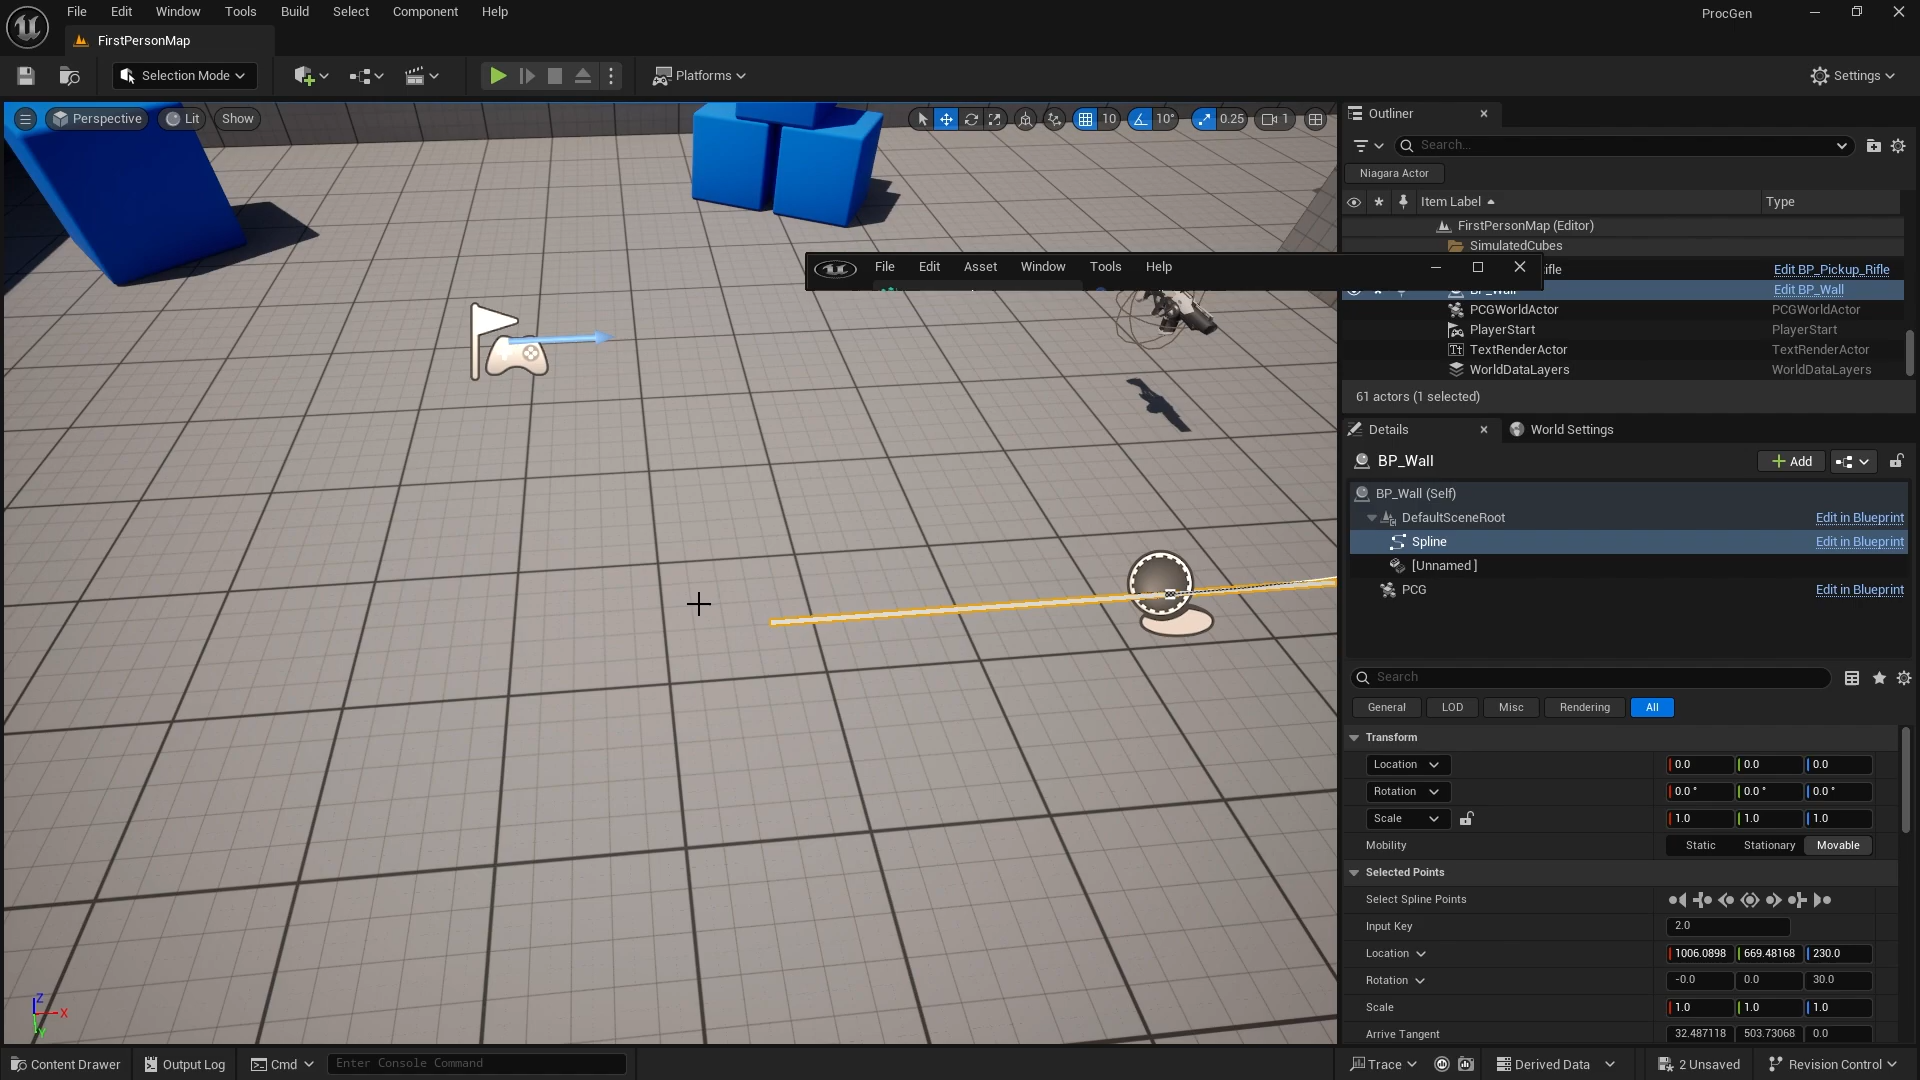 File Edit Window Tools Build Select Component Help
ProcGen
FirstPersonMap
Selection Mode
Platforms
Settings
Perspective Lit Show
10 10° 0.25 1
Outliner
Search...
Niagara Actor
Item Label Type
FirstPersonMap (Editor)
SimulatedCubes
File Edit Asset Window Tools Help
ifle Edit BP_Pickup_Rifle
BP_Wall Edit BP_Wall
PCGWorldActor PCGWorldActor
PlayerStart PlayerStart
TextRenderActor TextRenderActor
WorldDataLayers WorldDataLayers
61 actors (1 selected)
Details World Settings
BP_Wall Add
BP_Wall (Self)
DefaultSceneRoot Edit in Blueprint
Spline Edit in Blueprint
[Unnamed ]
PCG Edit in Blueprint
Search
General LOD Misc Rendering All
Transform
Location 0.0 0.0 0.0
Rotation 0.0 ° 0.0 ° 0.0 °
Scale 1.0 1.0 1.0
Mobility Static Stationary Movable
Selected Points
Select Spline Points
Input Key 2.0
Location 1006.0898 669.48168 230.0
Rotation -0.0 0.0 30.0
Scale 1.0 1.0 1.0
Arrive Tangent 32.487118 503.73068 0.0
Z
X
Y
Content Drawer Output Log Cmd Enter Console Command
Trace Derived Data 2 Unsaved Revision Control